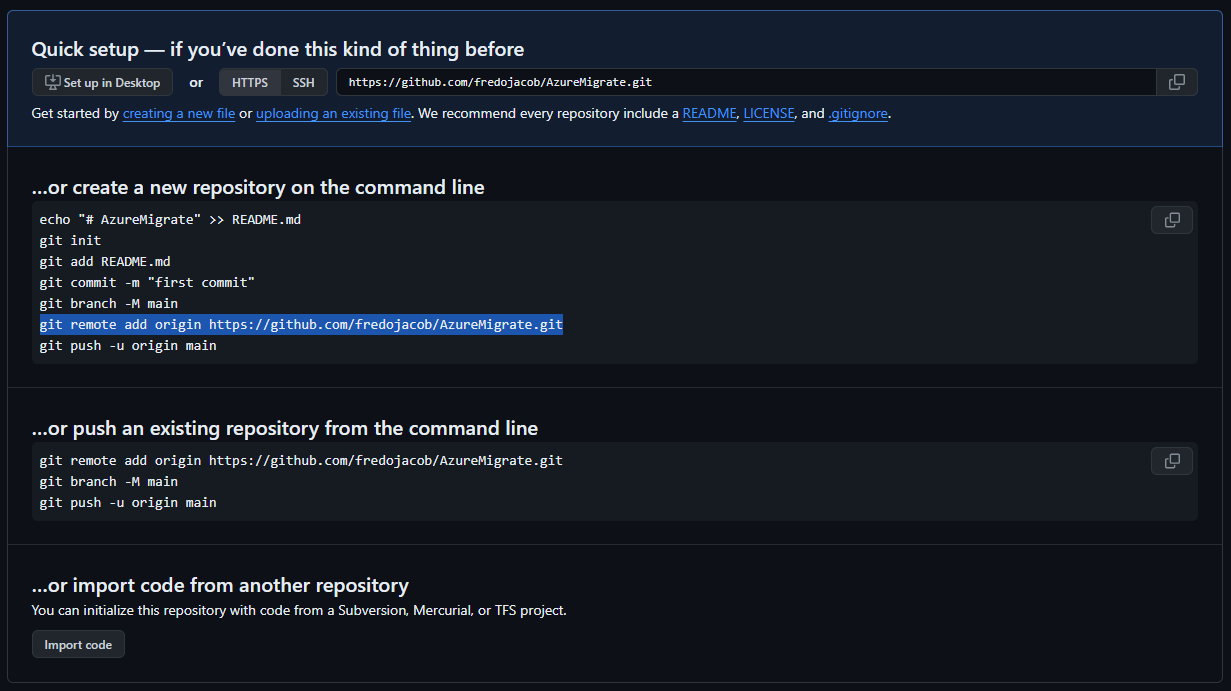 Quick setup — if you’ve done this kind of thing before
Set up in Desktop or HTTPS SSH https://github.com/fredojacob/AzureMigrate.git
Get started by creating a new file or uploading an existing file. We recommend every repository include a README, LICENSE, and .gitignore.
…or create a new repository on the command line
echo "# AzureMigrate" >> README.md
git init
git add README.md
git commit -m "first commit"
git branch -M main
git remote add origin https://github.com/fredojacob/AzureMigrate.git
git push -u origin main
…or push an existing repository from the command line
git remote add origin https://github.com/fredojacob/AzureMigrate.git
git branch -M main
git push -u origin main
…or import code from another repository
You can initialize this repository with code from a Subversion, Mercurial, or TFS project.
Import code